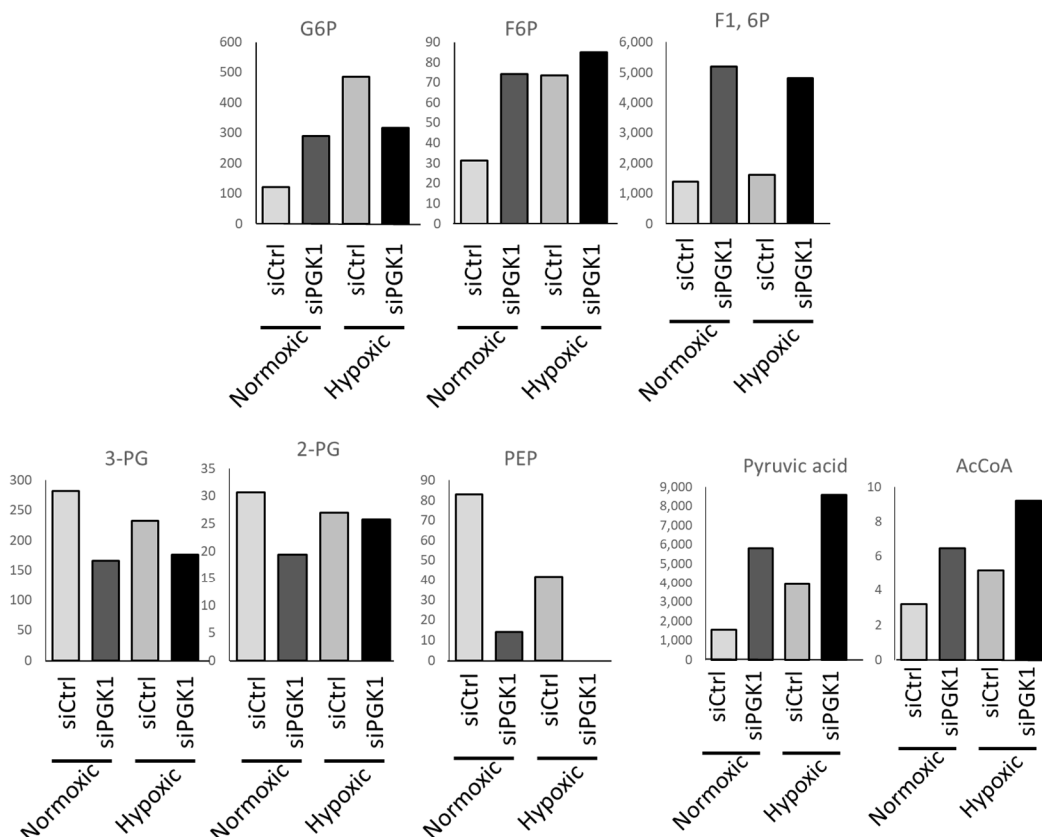 G6P
600
500
400
300
200
100
0
siCtrl
siPGK1
siCtrl
siPGK1
Normoxic
Hypoxic
F6P
90
80
70
60
50
40
30
20
10
0
siCtrl
siPGK1
siCtrl
siPGK1
Normoxic
Hypoxic
F1, 6P
6,000
5,000
4,000
3,000
2,000
1,000
0
siCtrl
siPGK1
siCtrl
siPGK1
Normoxic
Hypoxic
3-PG
300
250
200
150
100
50
0
siCtrl
siPGK1
siCtrl
siPGK1
Normoxic
Hypoxic
2-PG
35
30
25
20
15
10
5
0
siCtrl
siPGK1
siCtrl
siPGK1
Normoxic
Hypoxic
PEP
90
80
70
60
50
40
30
20
10
0
siCtrl
siPGK1
siCtrl
siPGK1
Normoxic
Hypoxic
Pyruvic acid
9,000
8,000
7,000
6,000
5,000
4,000
3,000
2,000
1,000
0
siCtrl
siPGK1
siCtrl
siPGK1
Normoxic
Hypoxic
AcCoA
10
8
6
4
2
0
siCtrl
siPGK1
siCtrl
siPGK1
Normoxic
Hypoxic